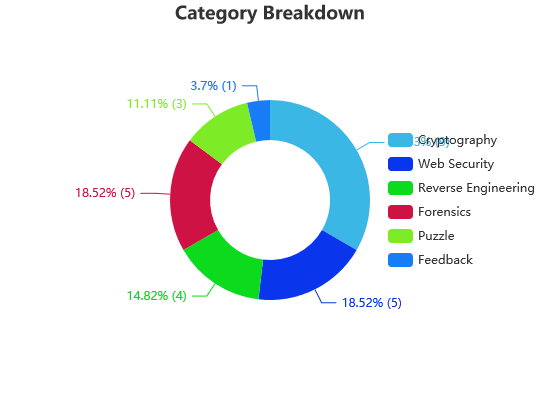 Category Breakdown
3.7% (1)
11.11% (3)
Cryptography
Web Security
18.52% (5)
Reverse Engineering
Forensics
Puzzle
Feedback
14.82% (4)
18.52% (5)